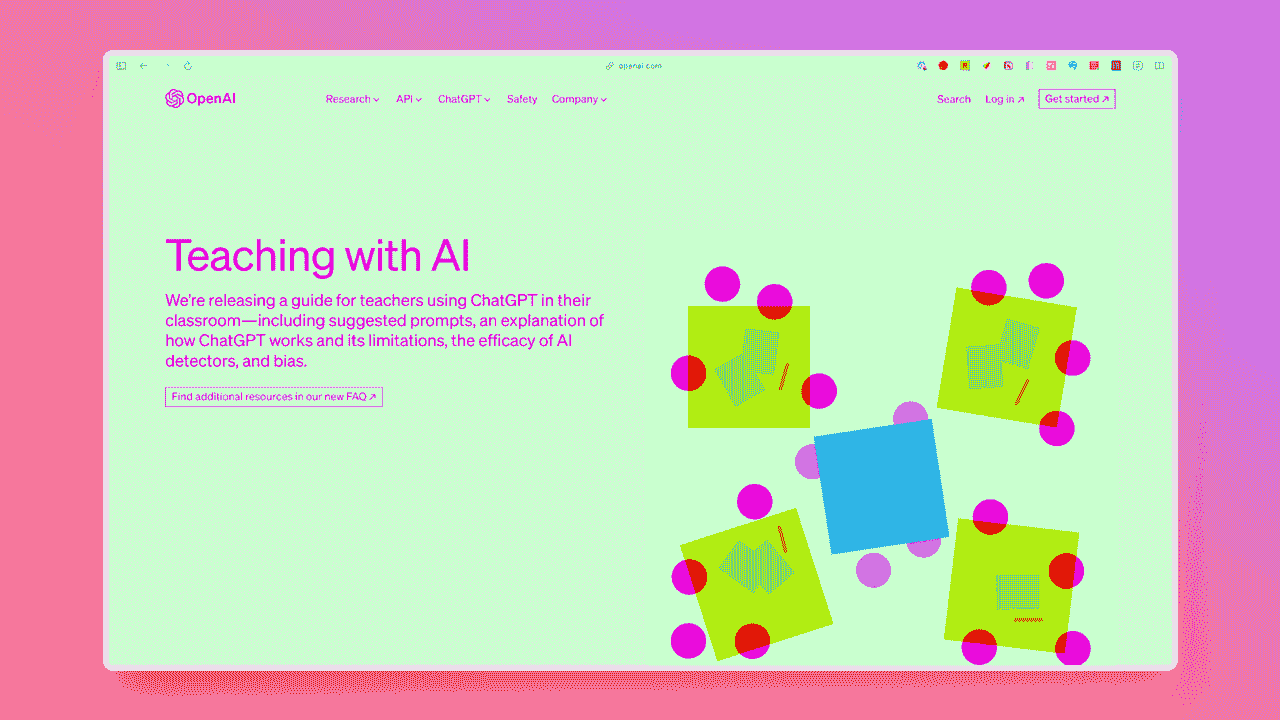 openai.com
OpenAI
Research
API
ChatGPT
Safety
Company
Search
Log in ↗
Get started ↗
Teaching with AI
We're releasing a guide for teachers using ChatGPT in their
classroom—including suggested prompts, an explanation of
how ChatGPT works and its limitations, the efficacy of AI
detectors, and bias.
Find additional resources in our new FAQ ↗